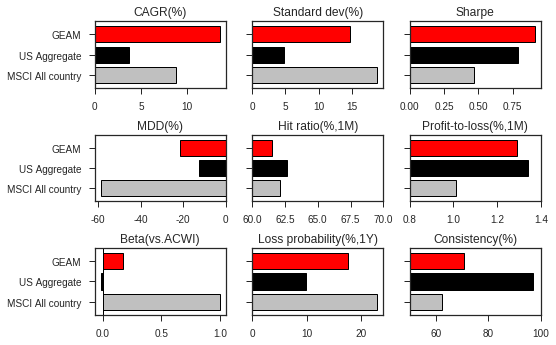 CAGR(%) Standard dev(%) Sharpe
GEAM
US Aggregate
MSCI All country
0 5 10 0 5 10 15 0.00 0.25 0.50 0.75
MDD(%) Hit ratio(%,1M) Profit-to-loss(%,1M)
GEAM
US Aggregate
MSCI All country
-60 -40 -20 0 60.0 62.5 65.0 67.5 70.0 0.8 1.0 1.2 1.4
Beta(vs.ACWI) Loss probability(%,1Y) Consistency(%)
GEAM
US Aggregate
MSCI All country
0.0 0.5 1.0 0 10 20 60 80 100